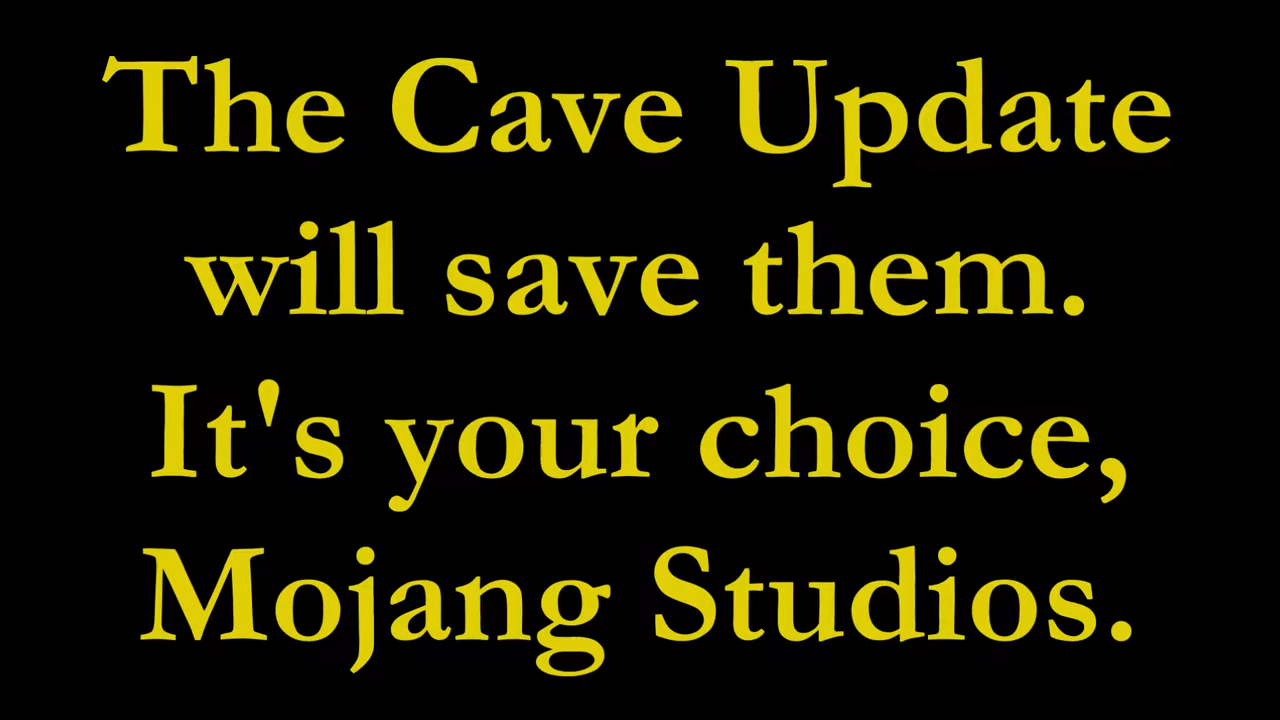 The Cave Update
will save them.
It's your choice,
Mojang Studios.